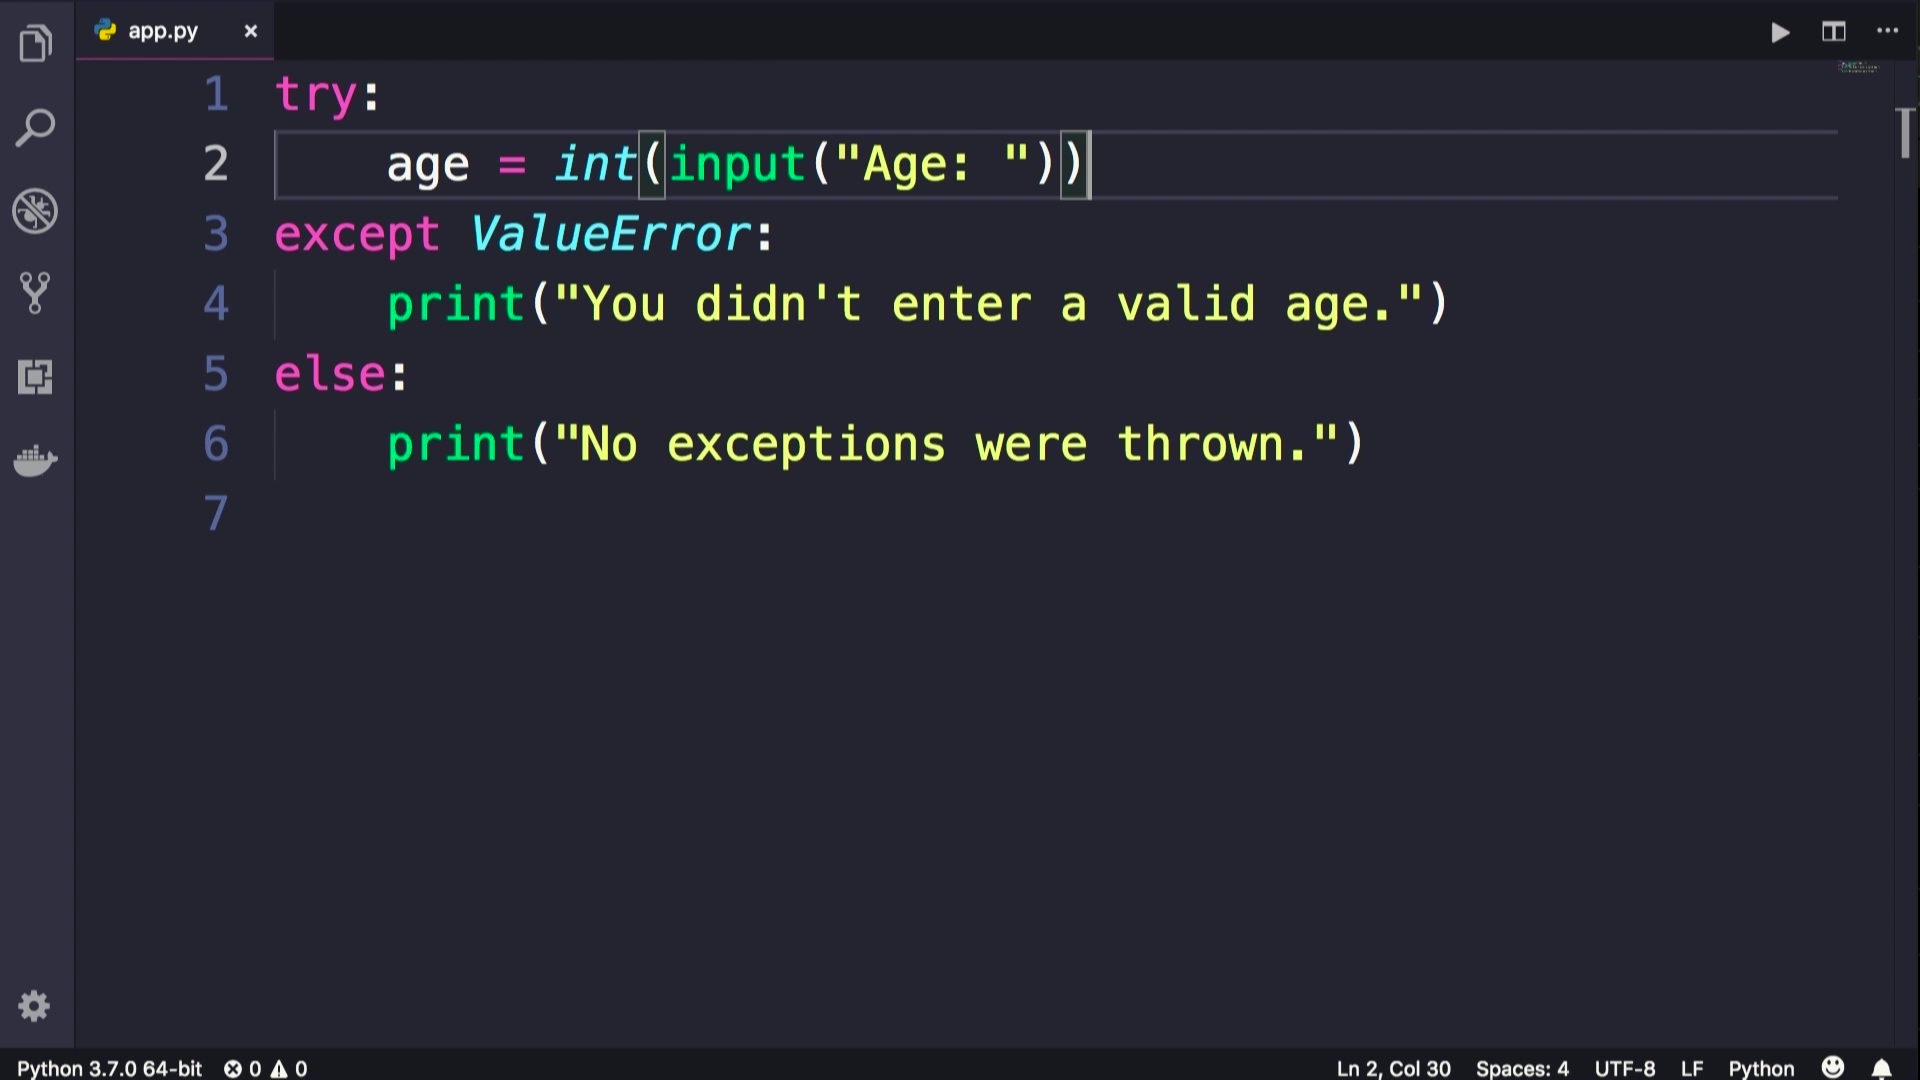 app.py ×
1 try:
2     age = int(input("Age: "))
3 except ValueError:
4     print("You didn't enter a valid age.")
5 else:
6     print("No exceptions were thrown.")
7
Python 3.7.0 64-bit 0 0 Ln 2, Col 30 Spaces: 4 UTF-8 LF Python